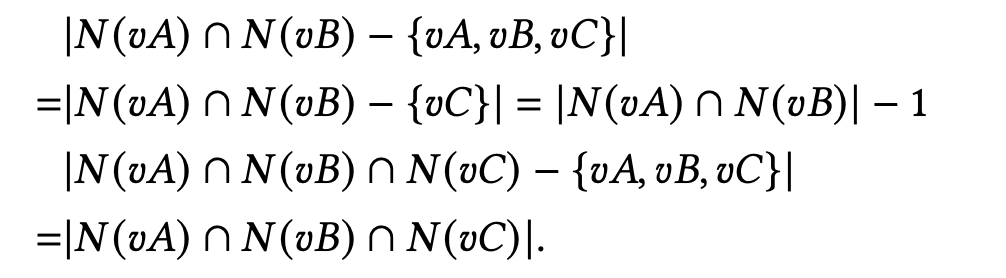 |N(vA) ∩ N(vB) − {vA, vB, vC}|
=|N(vA) ∩ N(vB) − {vC}| = |N(vA) ∩ N(vB)| − 1
|N(vA) ∩ N(vB) ∩ N(vC) − {vA, vB, vC}|
=|N(vA) ∩ N(vB) ∩ N(vC)|.